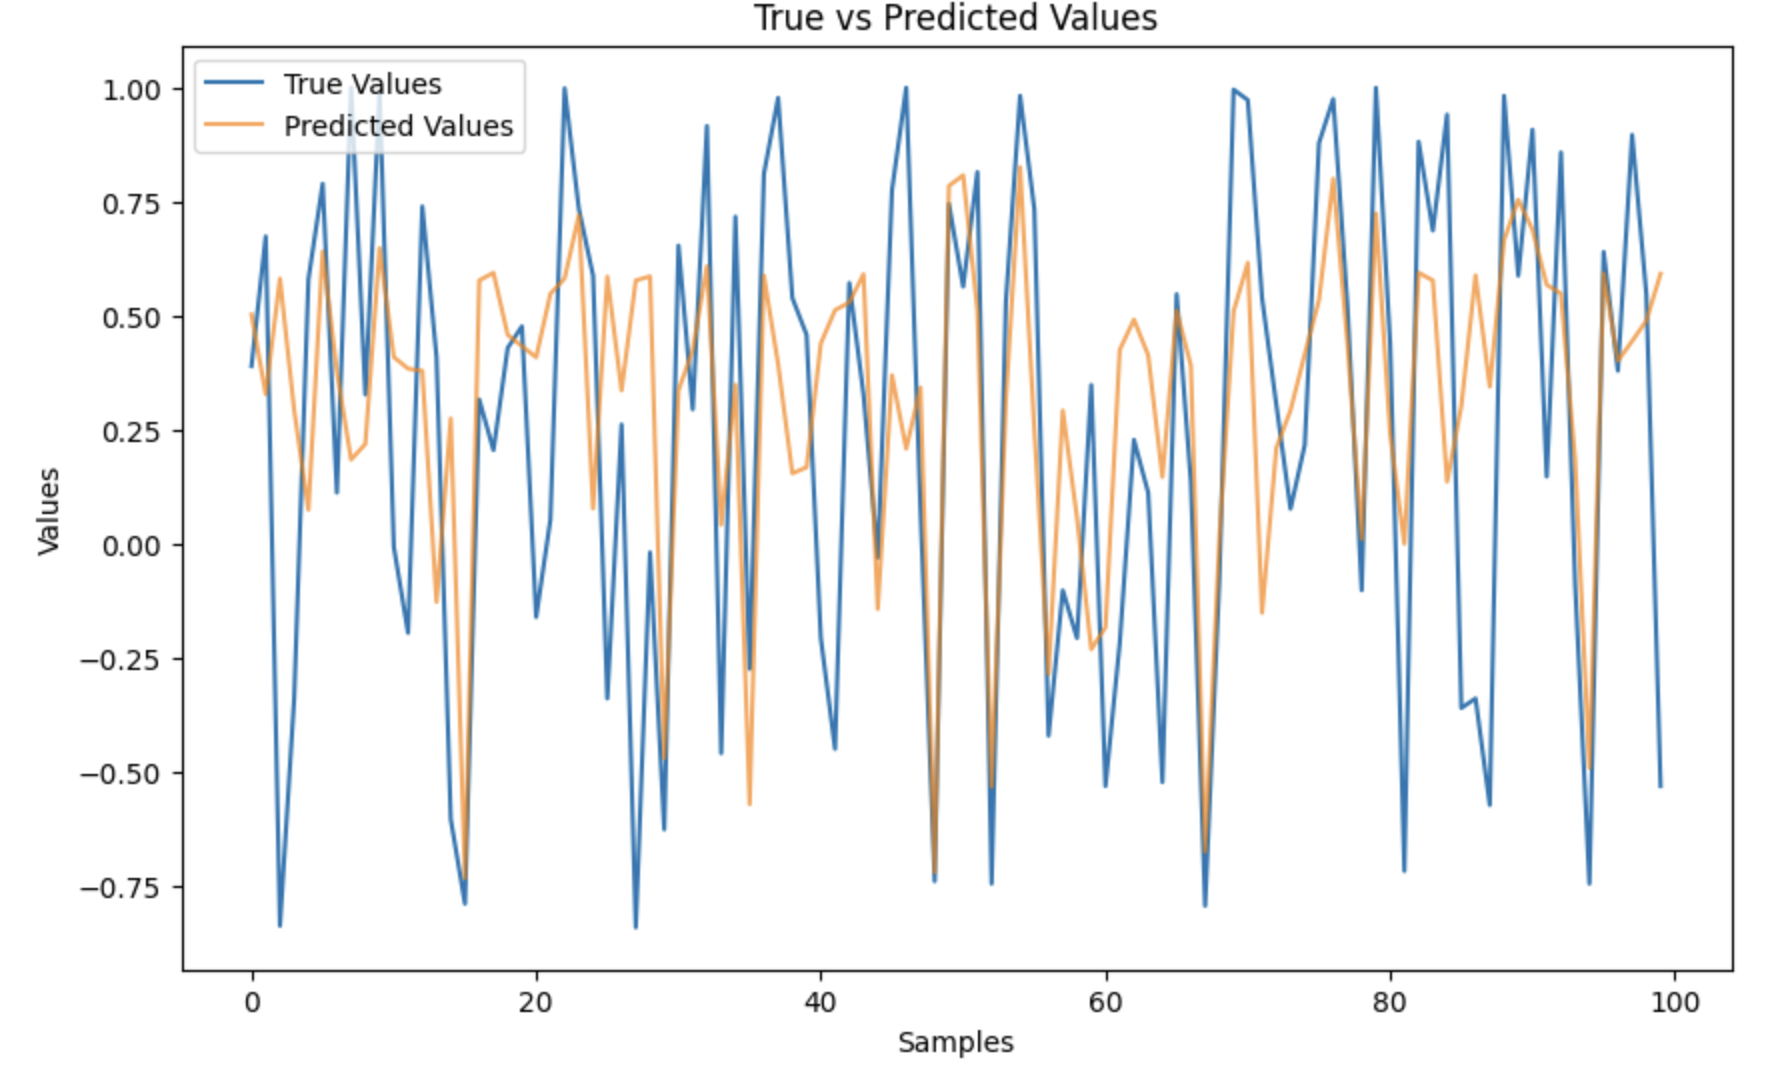 True vs Predicted Values
True Values
Predicted Values
1.00
0.75
0.50
0.25
0.00
−0.25
−0.50
−0.75
Values
0
20
40
60
80
100
Samples